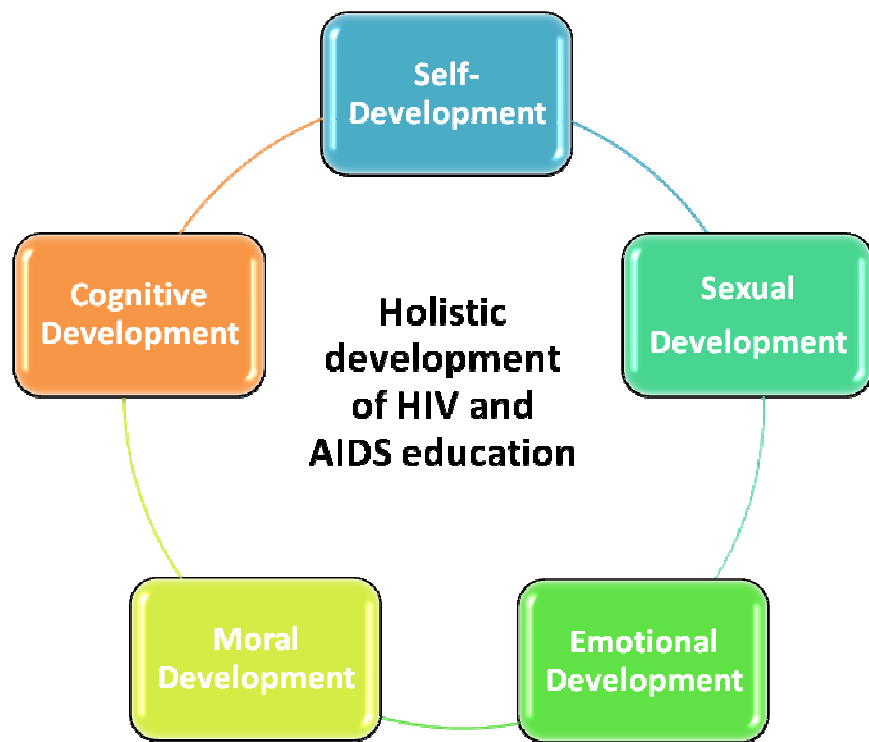 Self-
Development
Sexual
Development
Emotional
Development
Moral
Development
Cognitive
Development
Holistic
development
of HIV and
AIDS education